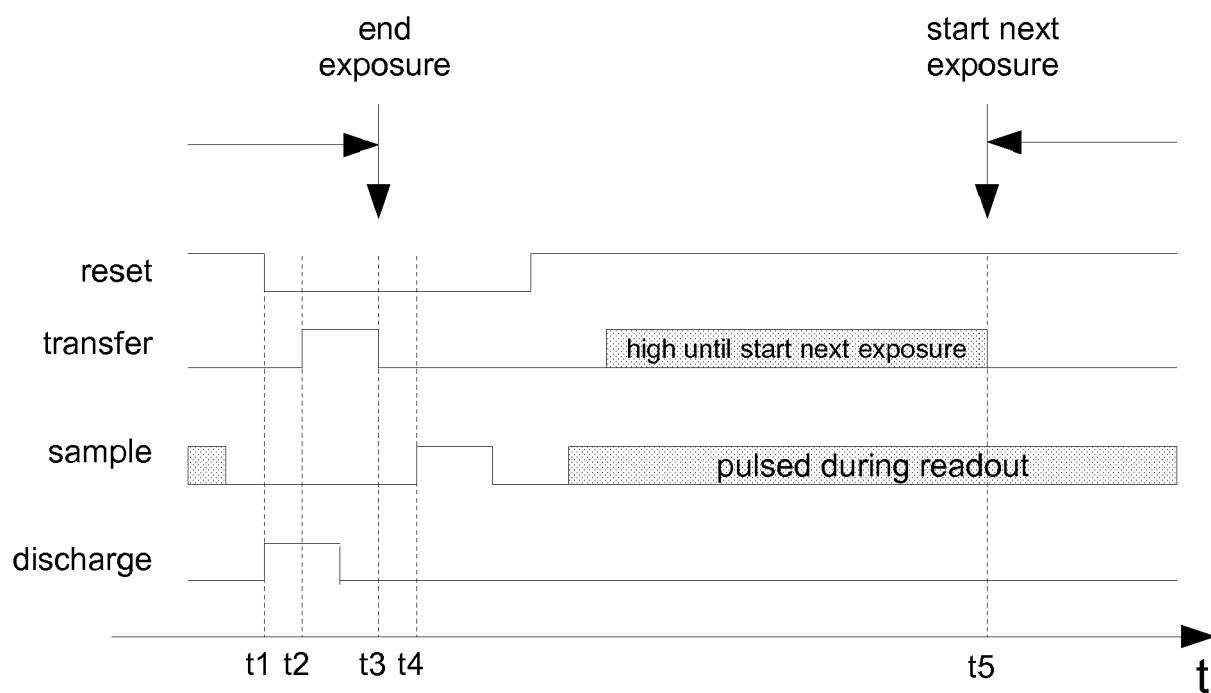 end
exposure
start next
exposure
reset
transfer
high until start next exposure
sample
pulsed during readout
discharge
t1 t2 t3 t4 t5
t